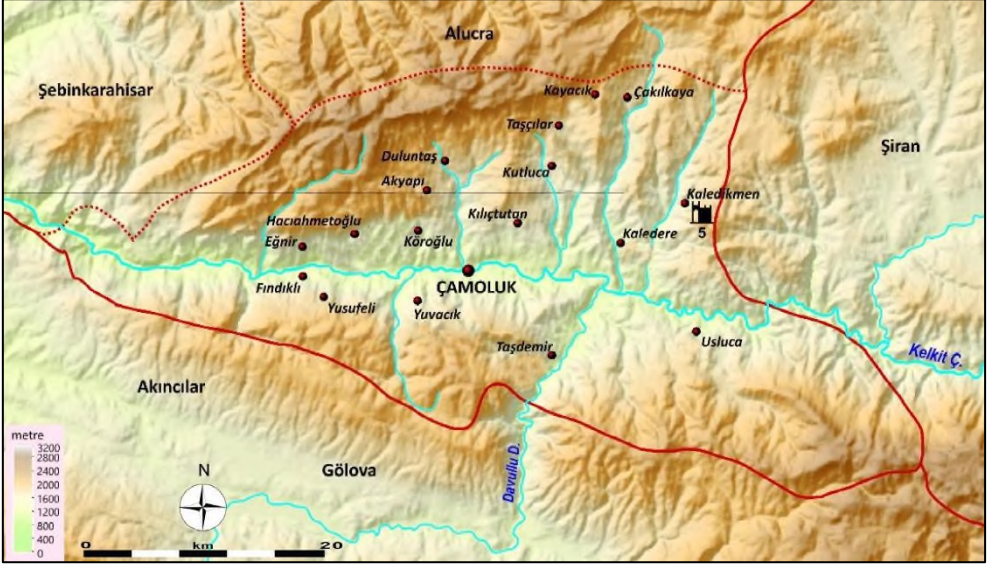 Alucra
Şebinkarahisar
Kayacık
Çakılkaya
Taşçılar
Şiran
Duluntaş
Kutluca
Akyapı
Kaledikmen
Hacıahmetoğlu
Kılıçtutan
5
Eğnir
Köroğlu
Kaledere
Fındıklı
ÇAMOLUK
Yusufeli
Yuvacık
Usluca
Taşdemir
Kelkit Ç.
Akıncılar
metre
3200
2800
2400
2000
1600
1200
800
400
0
Gölova
N
Davullu D.
0 km 20